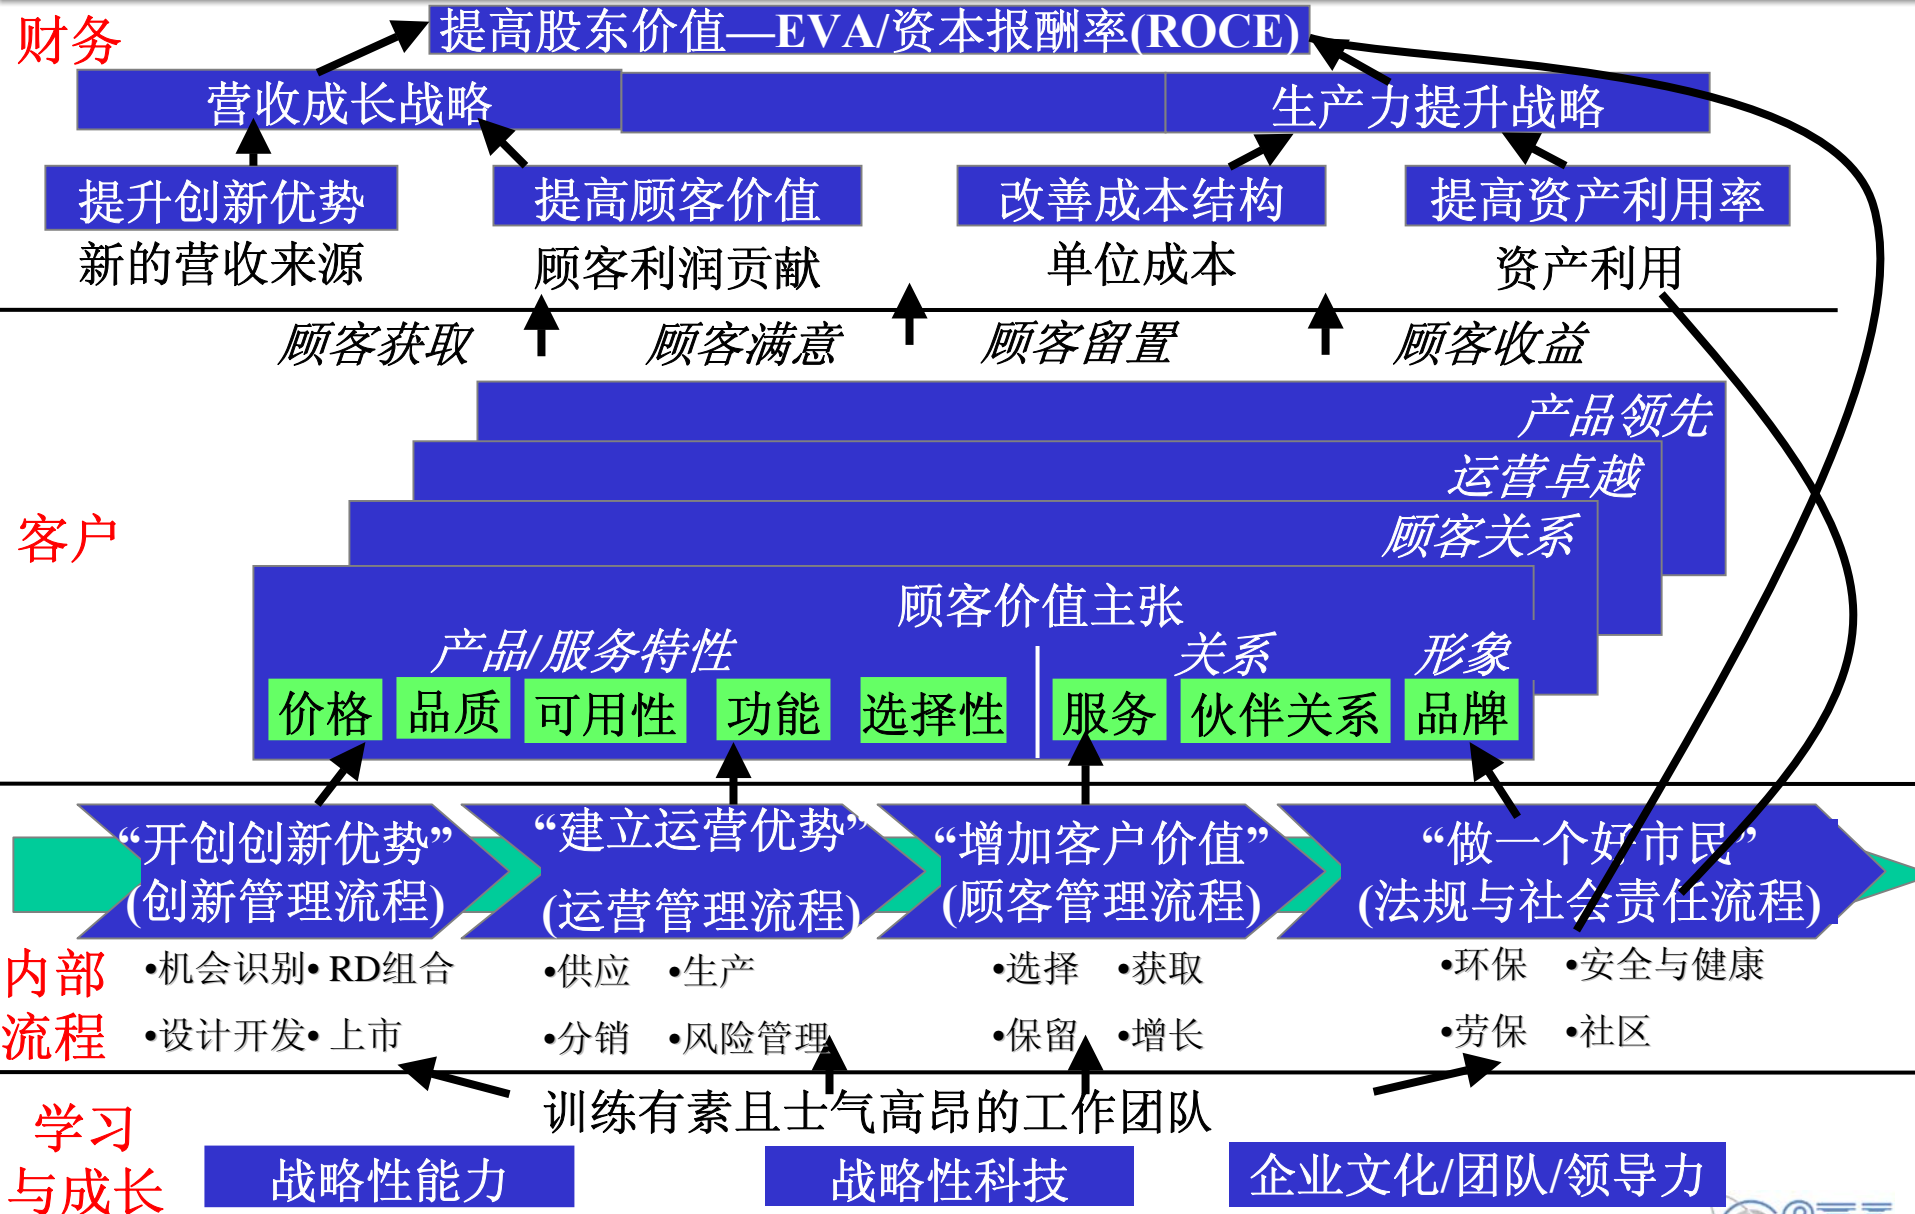 财务
提高股东价值—EVA/资本报酬率(ROCE)
营收成长战略
生产力提升战略
提升创新优势
提高顾客价值
改善成本结构
提高资产利用率
新的营收来源
顾客利润贡献
单位成本
资产利用
顾客获取
顾客满意
顾客留置
顾客收益
客户
产品领先
运营卓越
顾客关系
顾客价值主张
产品/服务特性
关系
形象
价格
品质
可用性
功能
选择性
服务
伙伴关系
品牌
“开创创新优势”
(创新管理流程)
“建立运营优势”
(运营管理流程)
“增加客户价值”
(顾客管理流程)
“做一个好市民”
(法规与社会责任流程)
内部
流程
•机会识别• RD组合
•设计开发• 上市
•供应 •生产
•分销 •风险管理
•选择 •获取
•保留 •增长
•环保 •安全与健康
•劳保 •社区
学习
与成长
训练有素且士气高昂的工作团队
战略性能力
战略性科技
企业文化/团队/领导力